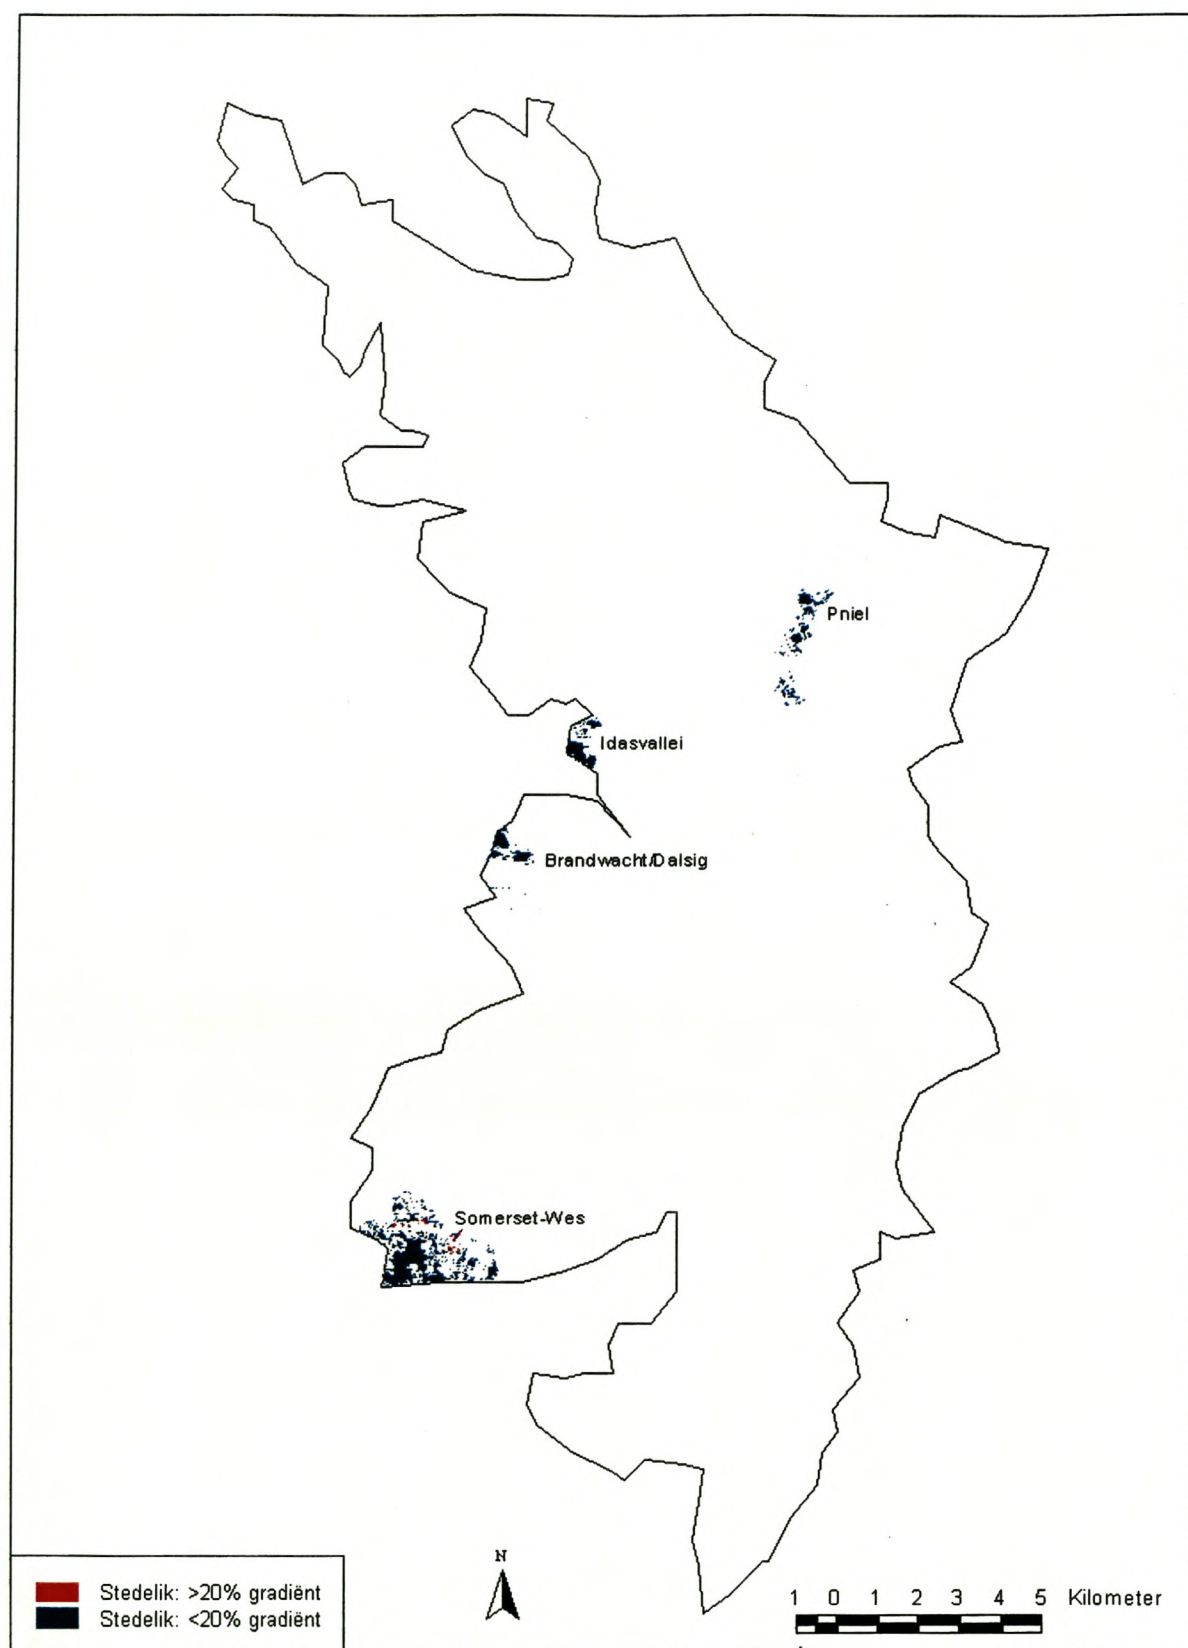 Pniel
Idasvallei
Brandwacht/Dalsig
Somerset-Wes
N
Stedelik: >20% gradiënt
Stedelik: <20% gradiënt
1 0 1 2 3 4 5 Kilometer